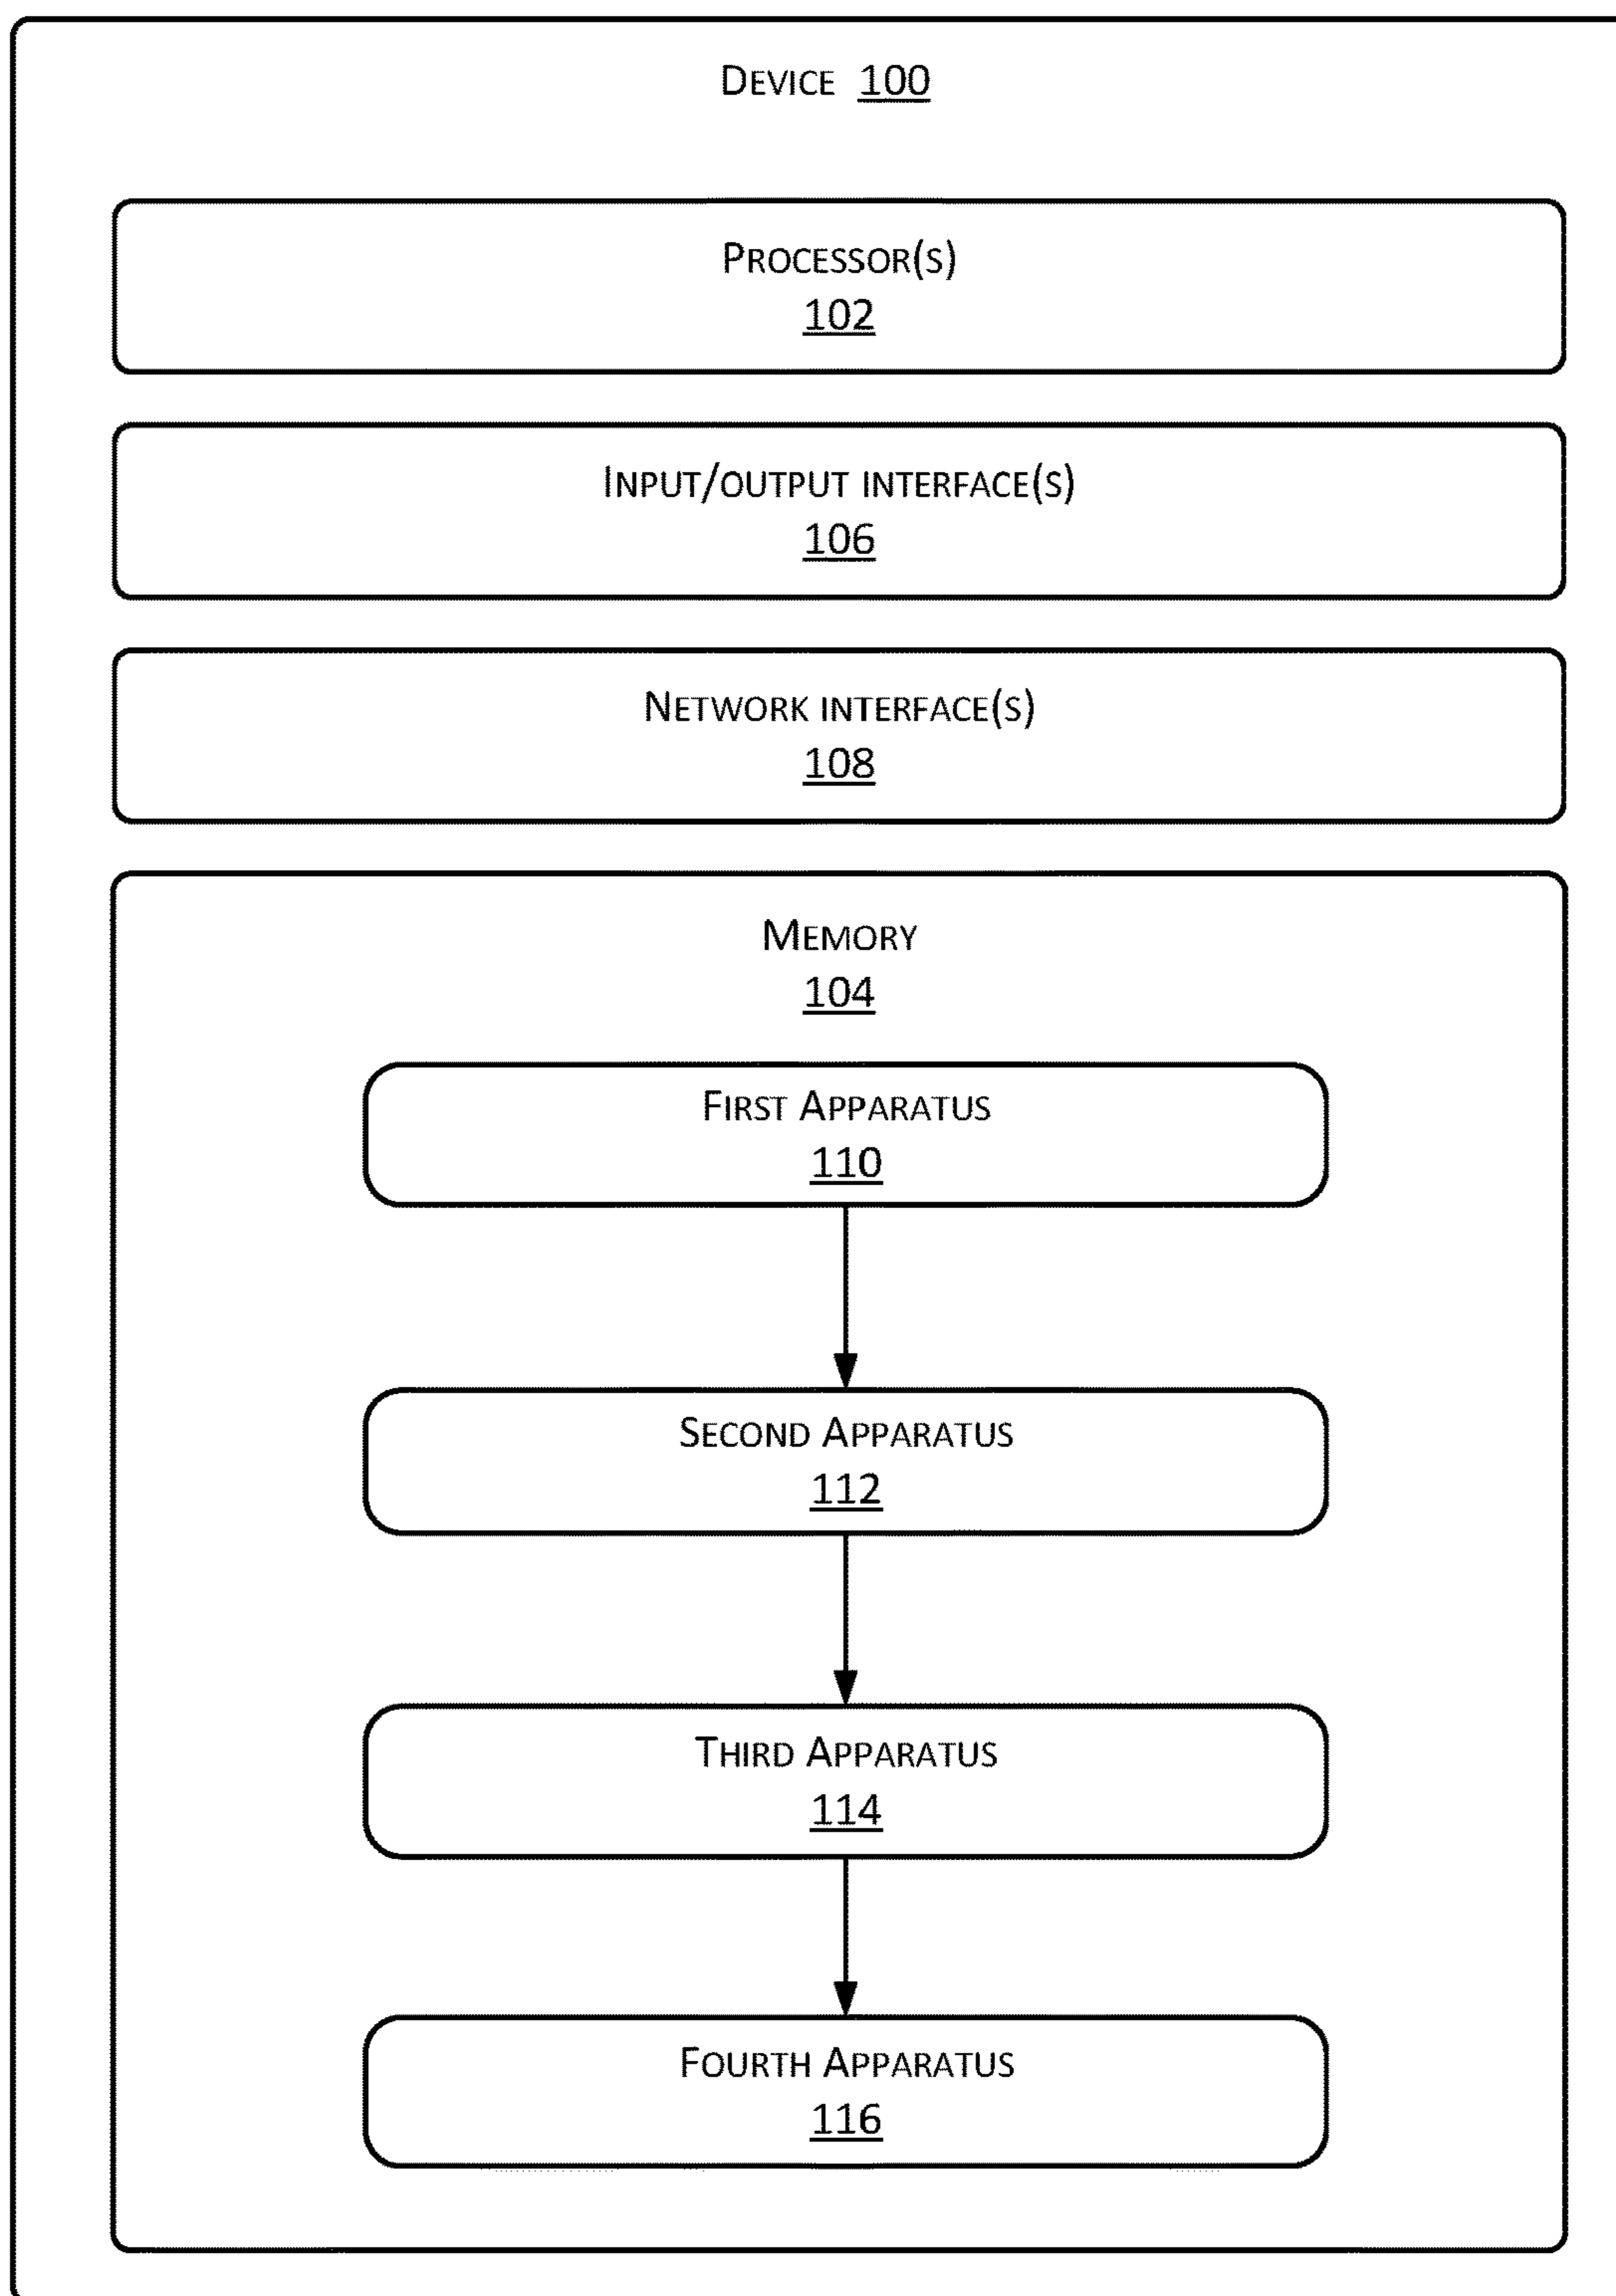 DEVICE 100
PROCESSOR(S)
102
INPUT/OUTPUT INTERFACE(S)
106
NETWORK INTERFACE(S)
108
MEMORY
104
FIRST APPARATUS
110
SECOND APPARATUS
112
THIRD APPARATUS
114
FOURTH APPARATUS
116